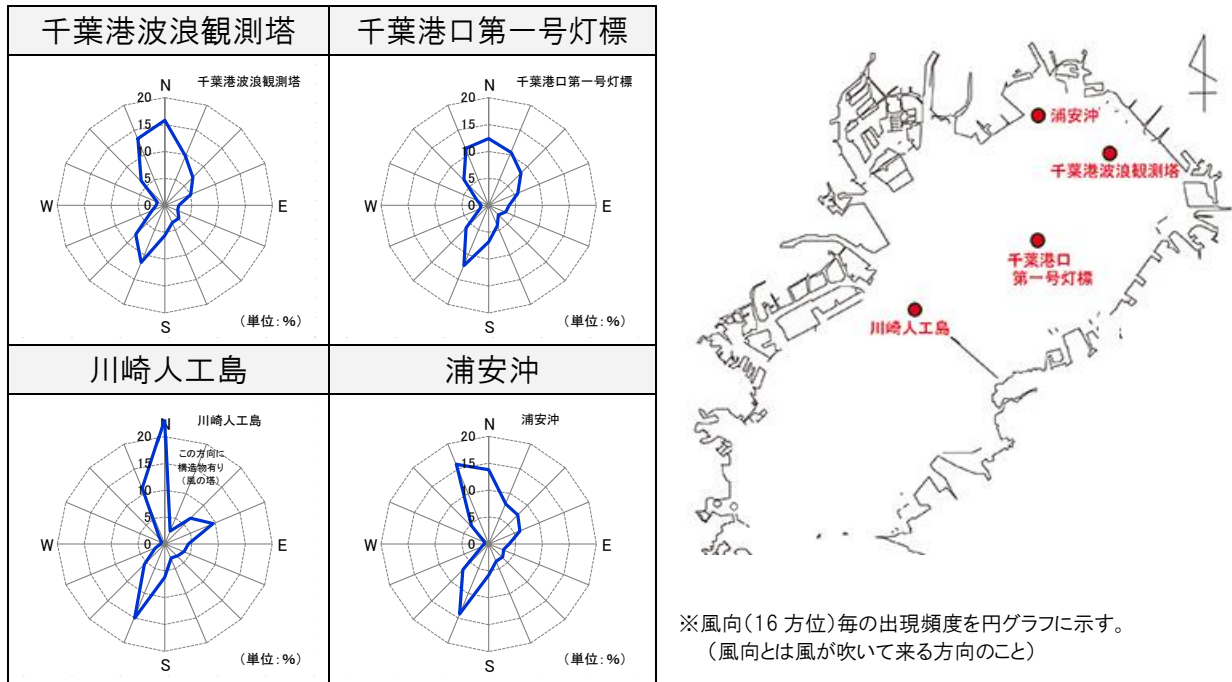 千葉港波浪観測塔
千葉港口第一号灯標
千葉港波浪観測塔
N
20
15
10
5
0
W
E
S
(単位:%)
千葉港口第一号灯標
N
20
15
10
5
0
W
E
S
(単位:%)
川崎人工島
浦安沖
川崎人工島
N
20
15
10
5
0
この方向に
構造物有り
(風の塔)
W
E
S
(単位:%)
浦安沖
N
20
15
10
5
0
W
E
S
(単位:%)
浦安沖
千葉港波浪観測塔
千葉港口
第一号灯標
川崎人工島
※風向(16 方位)毎の出現頻度を円グラフに示す。
(風向とは風が吹いて来る方向のこと)